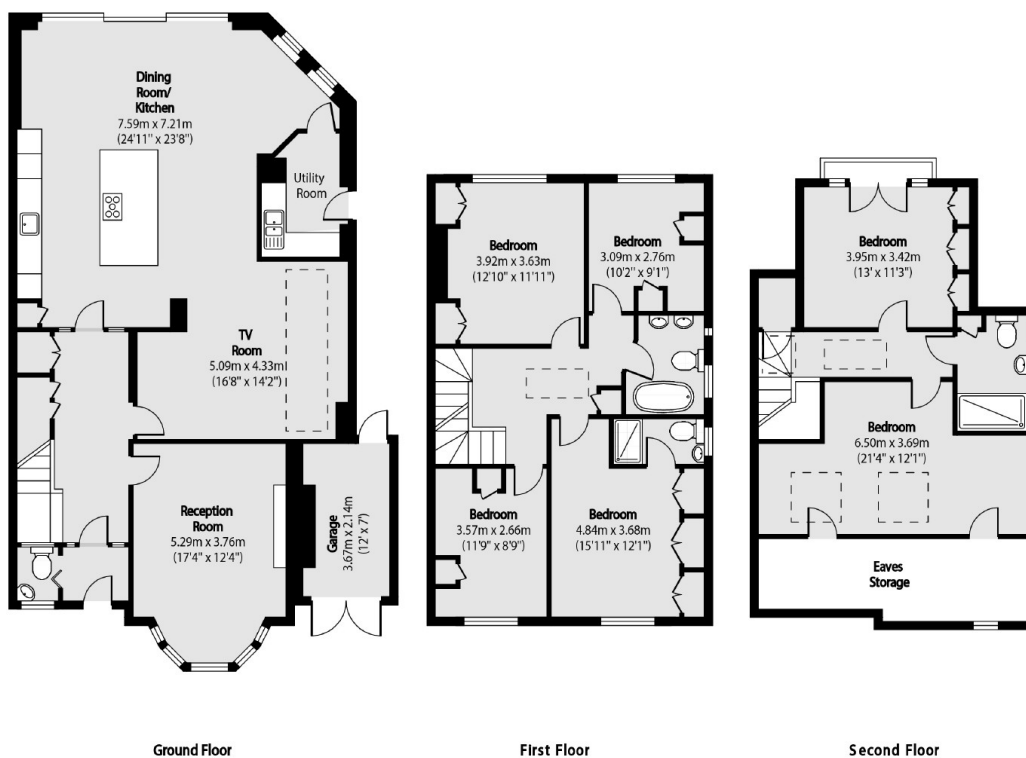 Dining
Room/
Kitchen
7.59m x 7.21m
(24'11" x 23'8")
Utility
Room
TV
Room
5.09m x 4.33m
(16'8" x 14'2")
Reception
Room
5.29m x 3.76m
(17'4" x 12'4")
Garage
3.67m x 2.14m
(12' x 7')
Ground Floor
Bedroom
3.92m x 3.63m
(12'10" x 11'11")
Bedroom
3.09m x 2.76m
(10'2" x 9'1")
Bedroom
3.57m x 2.66m
(11'9" x 8'9")
Bedroom
4.84m x 3.68m
(15'11" x 12'1")
First Floor
Bedroom
3.95m x 3.42m
(13' x 11'3")
Bedroom
6.50m x 3.69m
(21'4" x 12'1")
Eaves
Storage
Second Floor